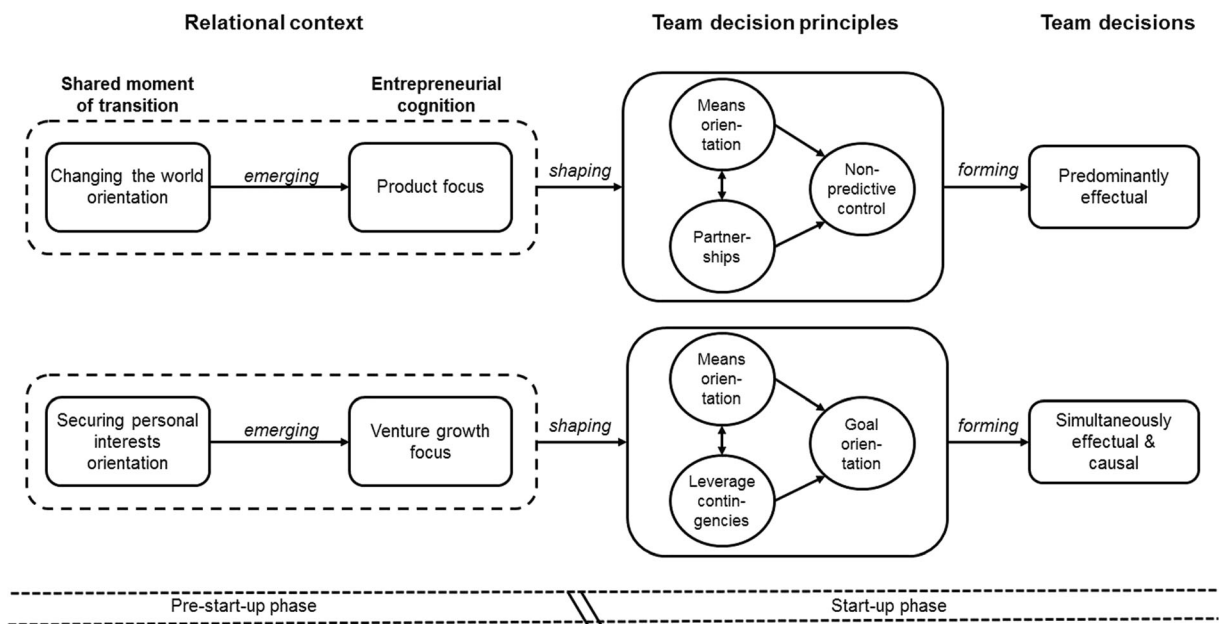 Relational context
Team decision principles
Team decisions
Shared moment
of transition
Entrepreneurial
cognition
Changing the world
orientation
emerging
Product focus
shaping
Means
orien-
tation
Partner-
ships
Non-
predictive
control
forming
Predominantly
effectual
Securing personal
interests
orientation
emerging
Venture growth
focus
shaping
Means
orien-
tation
Leverage
contin-
gencies
Goal
orien-
tation
forming
Simultaneously
effectual &
causal
Pre-start-up phase
Start-up phase